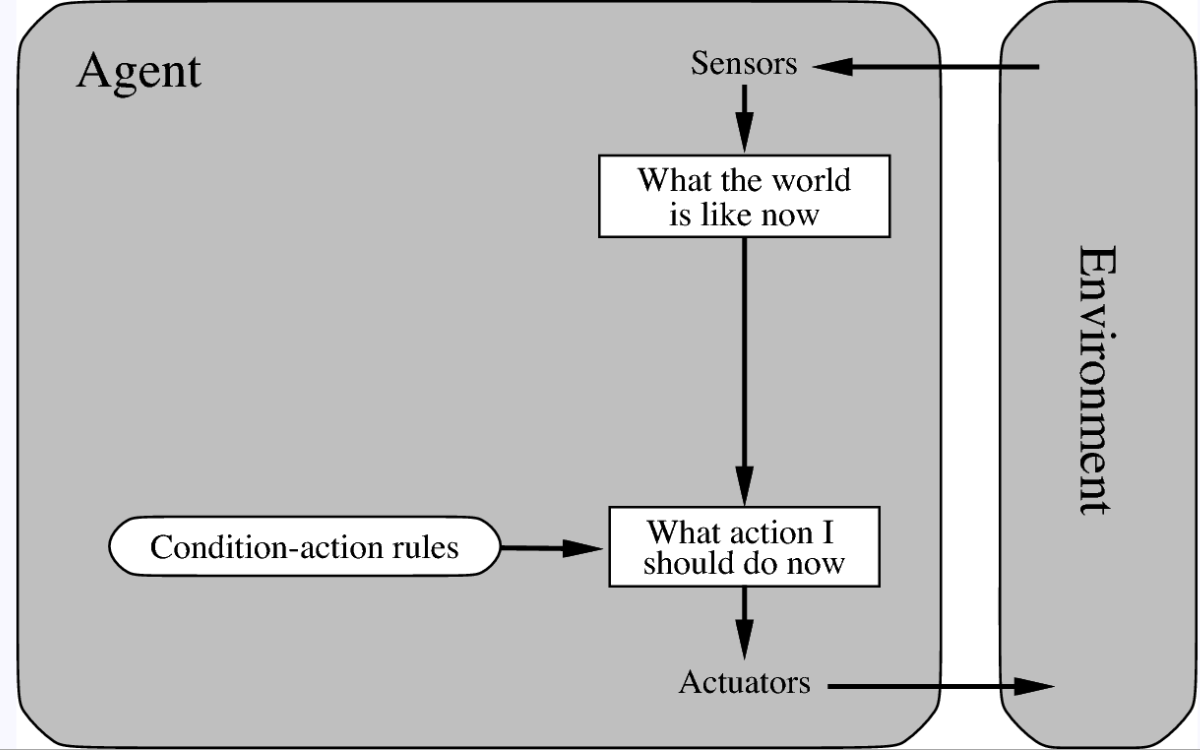 Agent
Sensors
What the world
is like now
Environment
Condition-action rules
What action I
should do now
Actuators